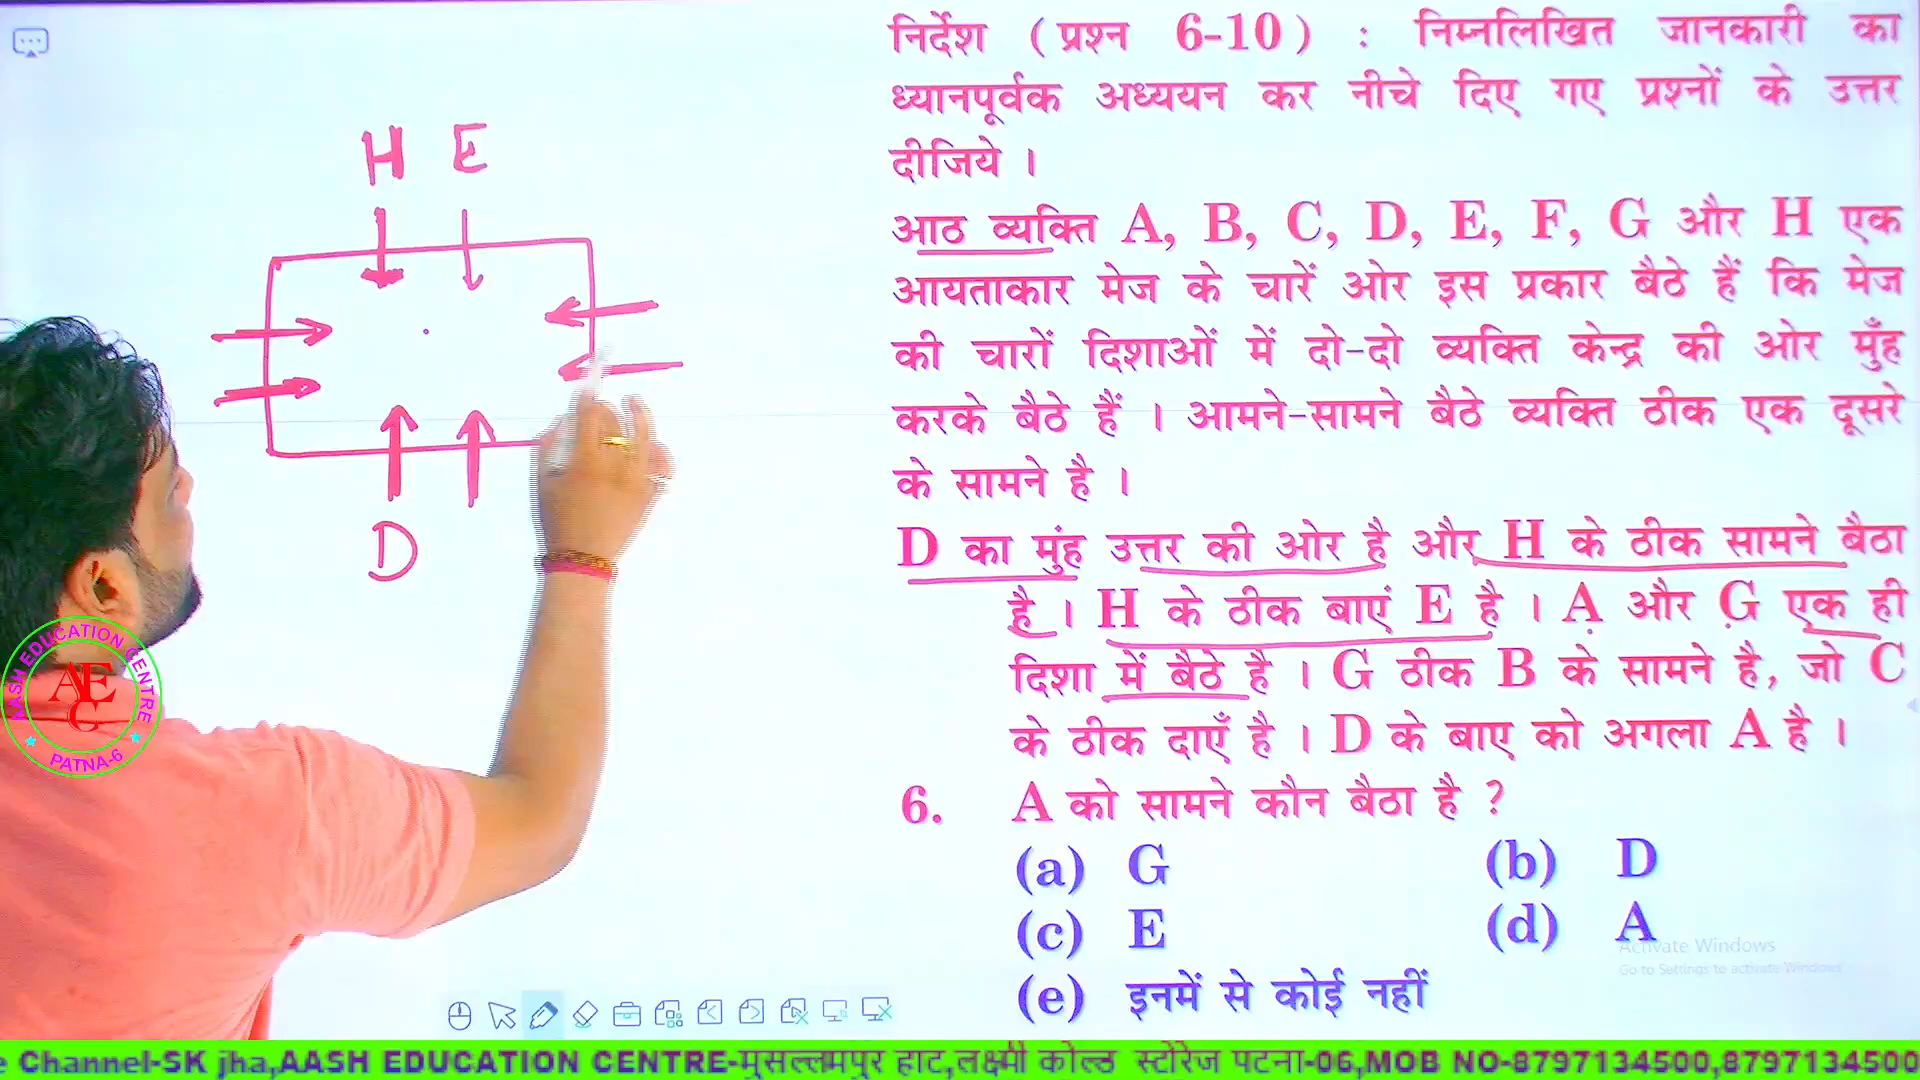 निर्देश (प्रश्न 6-10) : निम्नलिखित जानकारी का
ध्यानपूर्वक अध्ययन कर नीचे दिए गए प्रश्नों के उत्तर
दीजिये ।
आठ व्यक्ति A, B, C, D, E, F, G और H एक
आयताकार मेज के चारें ओर इस प्रकार बैठे हैं कि मेज
की चारों दिशाओं में दो-दो व्यक्ति केन्द्र की ओर मुँह
करके बैठे हैं । आमने-सामने बैठे व्यक्ति ठीक एक दूसरे
के सामने है ।
D का मुंह उत्तर की ओर है और H के ठीक सामने बैठा
है । H के ठीक बाएं E है । A और G एक ही
दिशा में बैठे है । G ठीक B के सामने है, जो C
के ठीक दाएँ है । D के बाए को अगला A है ।
6. A को सामने कौन बैठा है ?
(a) G (b) D
(c) E (d) A
(e) इनमें से कोई नहीं
H E
D
AASH EDUCATION CENTRE
AEC
PATNA-6
Activate Windows
Go to Settings to activate Windows.
e Channel-SK jha,AASH EDUCATION CENTRE-मुसल्लमपुर हाट,लक्ष्मी कोल्ड स्टोरेज पटना-06,MOB NO-8797134500,8797134500